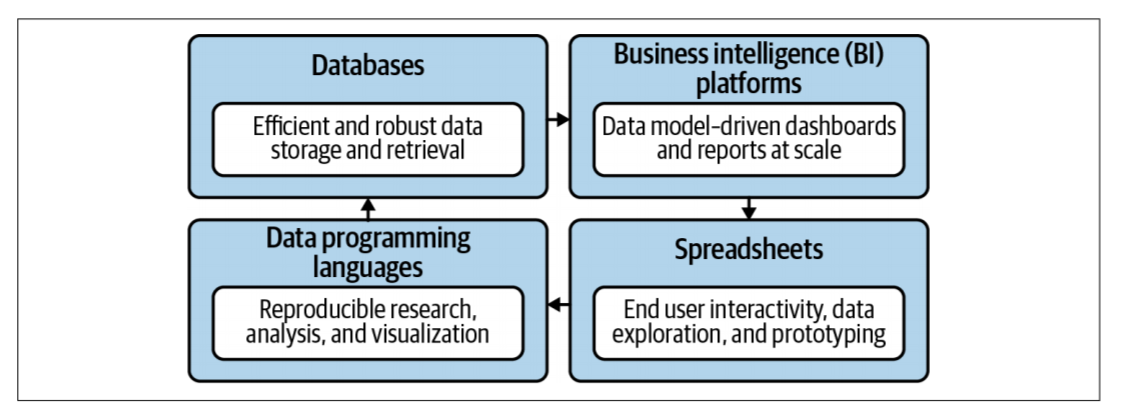 Databases
Efficient and robust data
storage and retrieval
Business intelligence (BI)
platforms
Data model–driven dashboards
and reports at scale
Data programming
languages
Reproducible research,
analysis, and visualization
Spreadsheets
End user interactivity, data
exploration, and prototyping